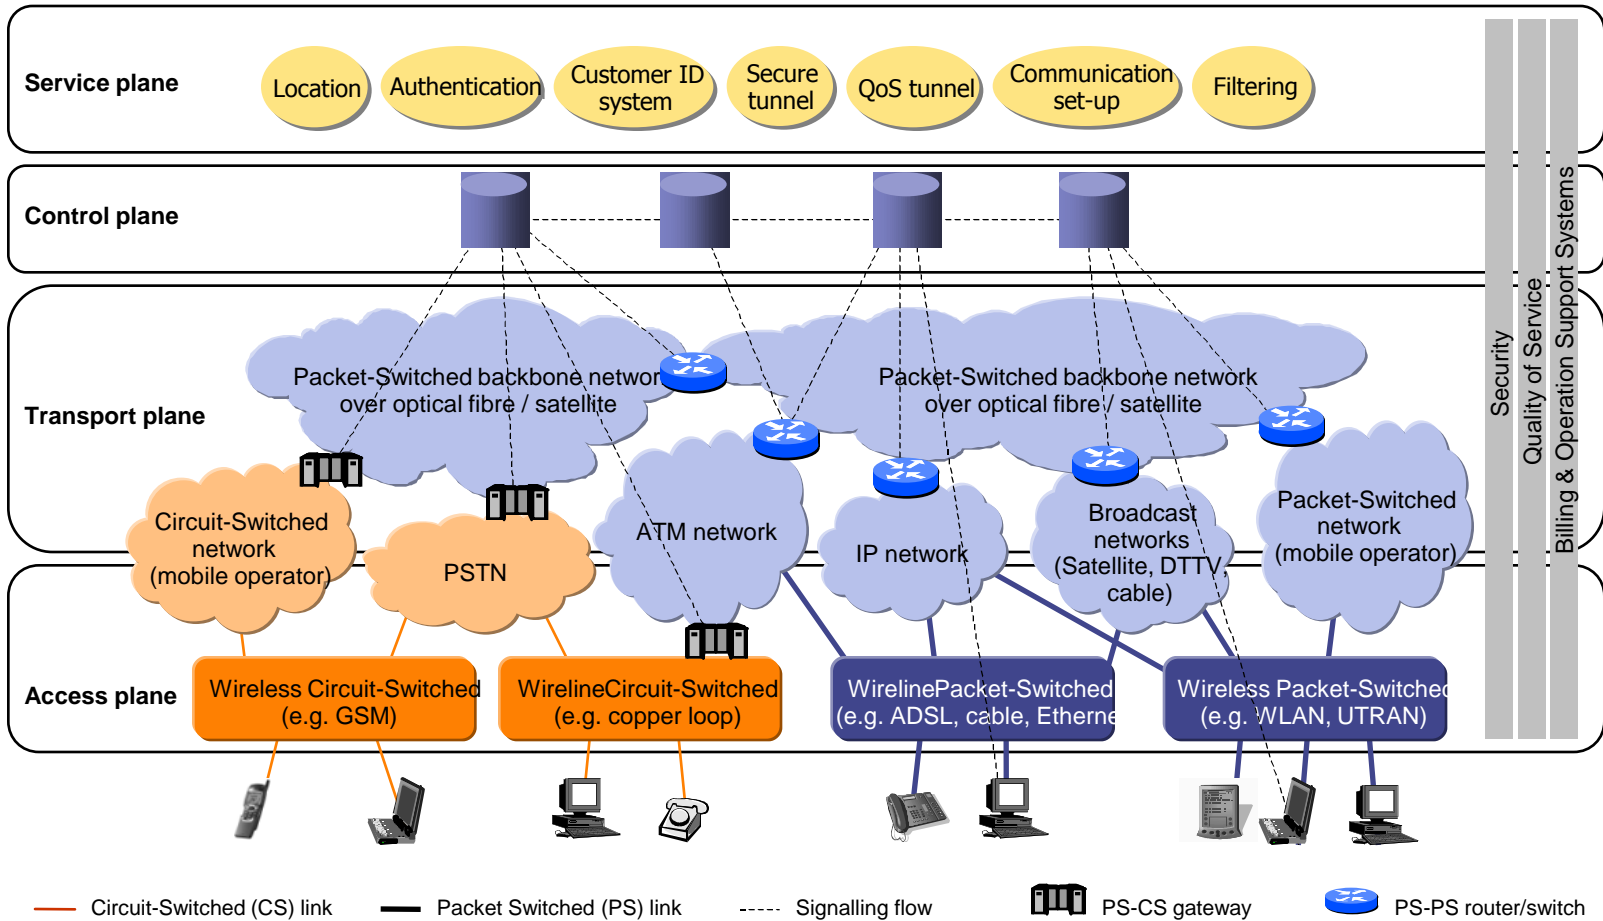 Service plane
Location
Authentication
Customer ID
system
Secure
tunnel
QoS tunnel
Communication
set-up
Filtering
Control plane
Transport plane
Packet-Switched backbone network
over optical fibre / satellite
Packet-Switched backbone network
over optical fibre / satellite
Circuit-Switched
network
(mobile operator)
PSTN
ATM network
IP network
Broadcast
networks
(Satellite, DTTV,
cable)
Packet-Switched
network
(mobile operator)
Access plane
Wireless Circuit-Switched
(e.g. GSM)
WirelineCircuit-Switched
(e.g. copper loop)
WirelinePacket-Switched
(e.g. ADSL, cable, Etherne
Wireless Packet-Switched
(e.g. WLAN, UTRAN)
Security
Quality of Service
Billing & Operation Support Systems
Circuit-Switched (CS) link
Packet Switched (PS) link
Signalling flow
PS-CS gateway
PS-PS router/switch